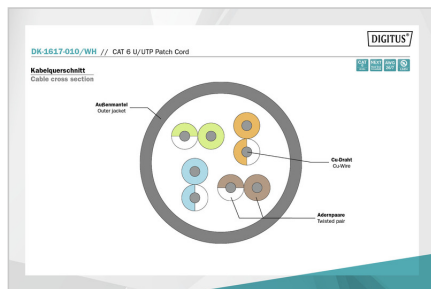 DIGITUS®
DK-1617-010/WH // CAT 6 U/UTP Patch Cord
Kabelquerschnitt
Cable cross section
Außenmantel
Outer jacket
Cu-Draht
Cu-Wire
Adernpaare
Twisted pair